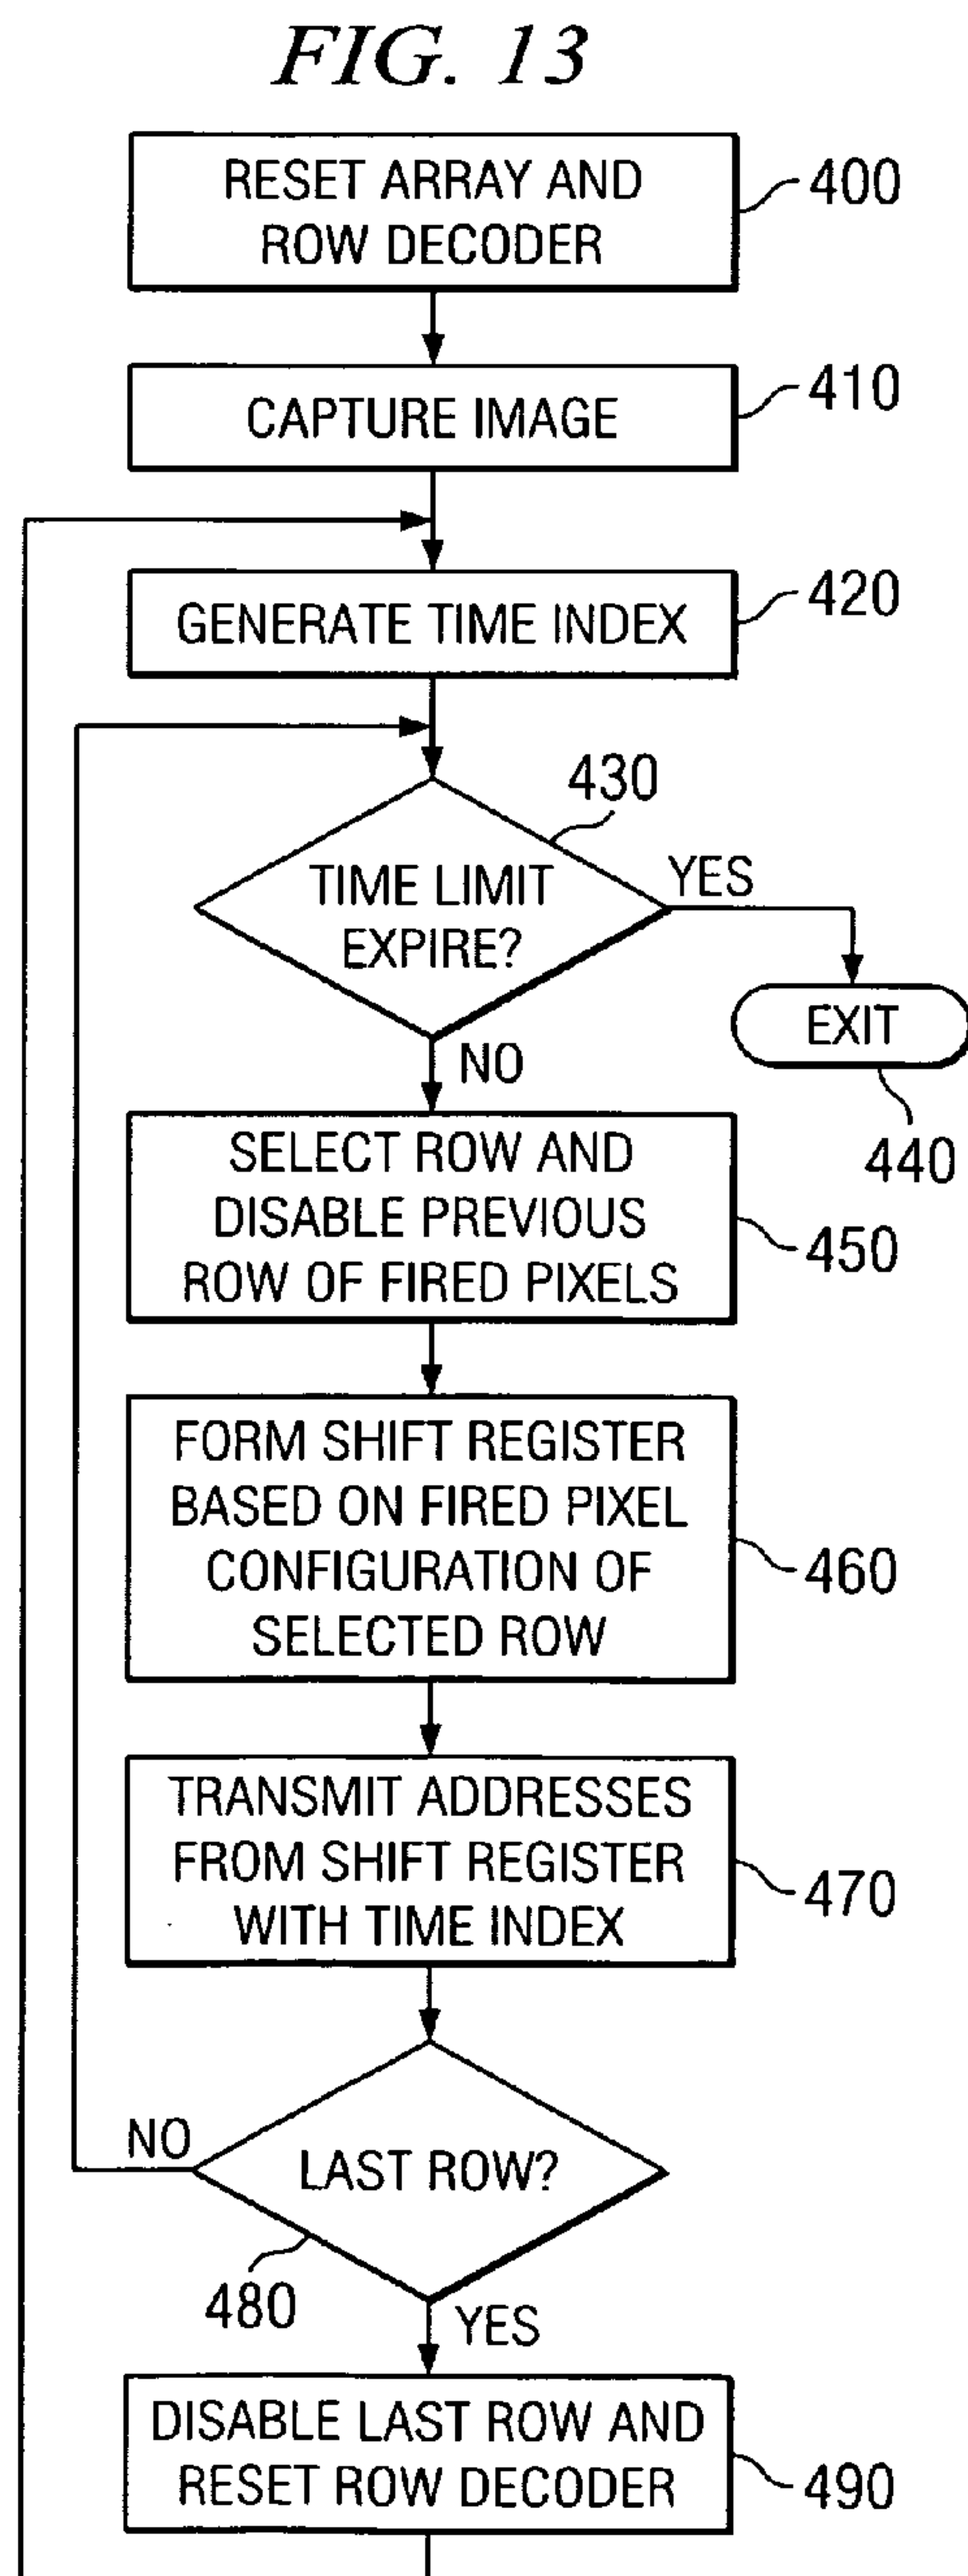 FIG. 13
RESET ARRAY AND
ROW DECODER
400
CAPTURE IMAGE
410
GENERATE TIME INDEX
420
430
TIME LIMIT
EXPIRE?
YES
EXIT
440
NO
SELECT ROW AND
DISABLE PREVIOUS
ROW OF FIRED PIXELS
450
FORM SHIFT REGISTER
BASED ON FIRED PIXEL
CONFIGURATION OF
SELECTED ROW
460
TRANSMIT ADDRESSES
FROM SHIFT REGISTER
WITH TIME INDEX
470
NO
LAST ROW?
480
YES
DISABLE LAST ROW AND
RESET ROW DECODER
490